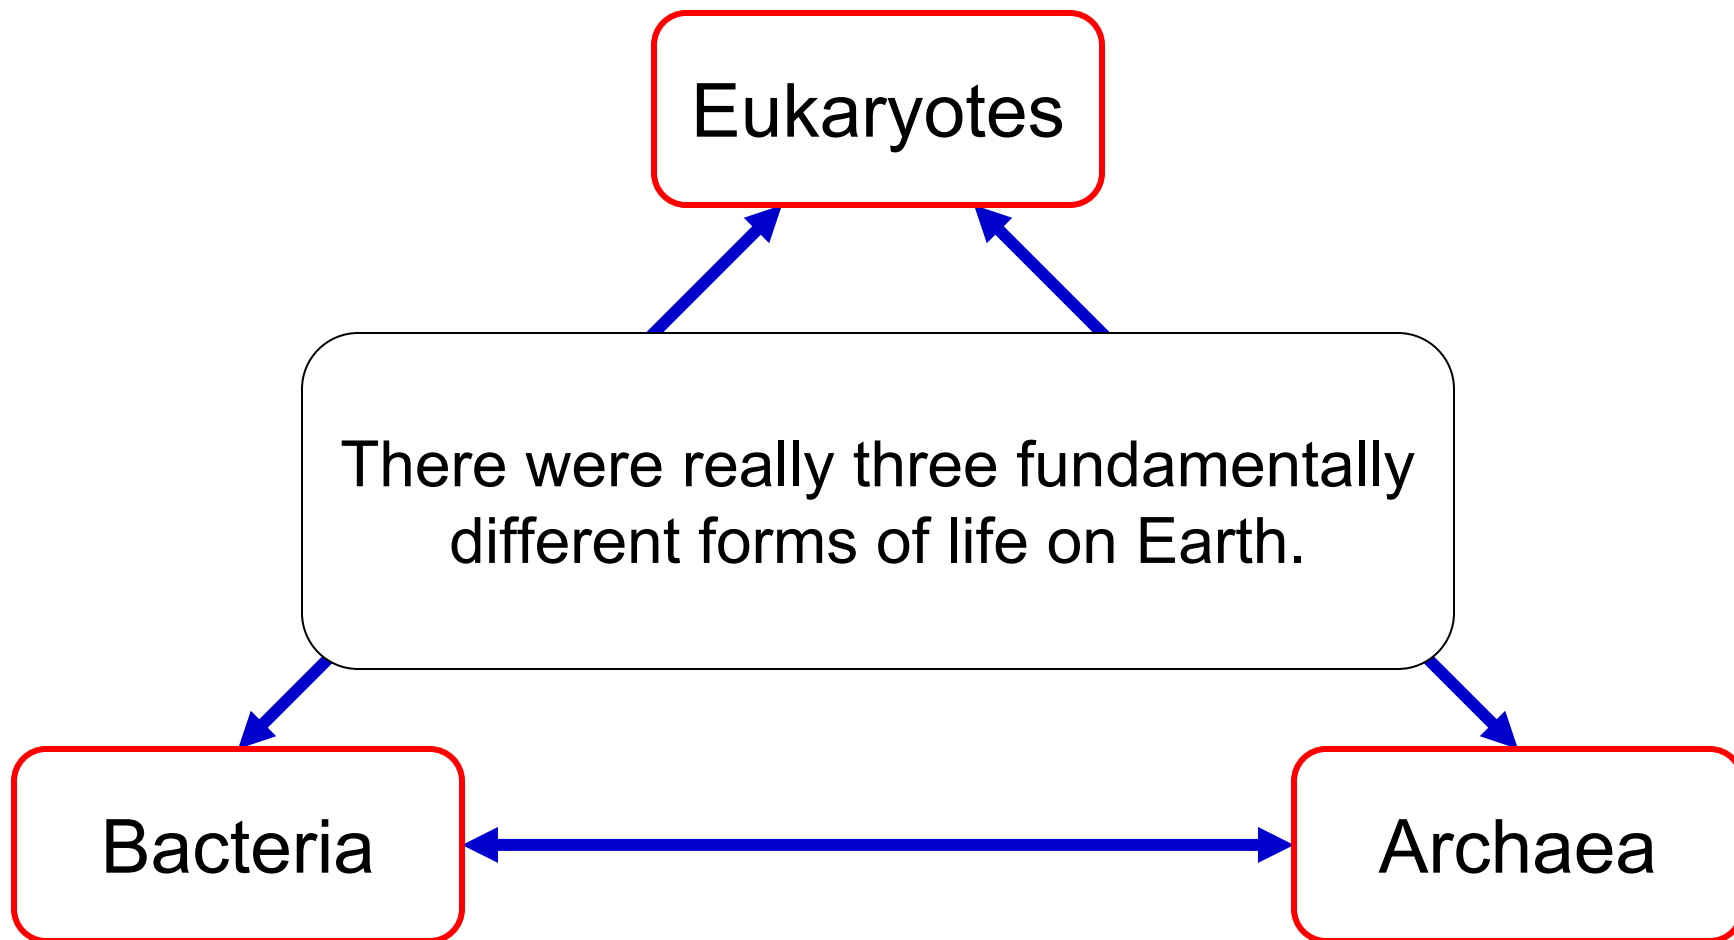 Eukaryotes
There were really three fundamentally
different forms of life on Earth.
Bacteria
Archaea